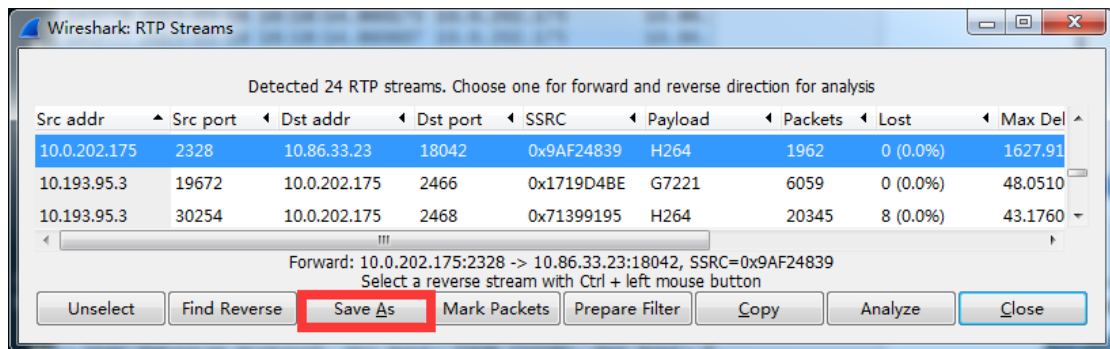 Wireshark: RTP Streams
Detected 24 RTP streams. Choose one for forward and reverse direction for analysis
Src addr Src port Dst addr Dst port SSRC Payload Packets Lost Max Del
10.0.202.175 2328 10.86.33.23 18042 0x9AF24839 H264 1962 0 (0.0%) 1627.91
10.193.95.3 19672 10.0.202.175 2466 0x1719D4BE G7221 6059 0 (0.0%) 48.0510
10.193.95.3 30254 10.0.202.175 2468 0x71399195 H264 20345 8 (0.0%) 43.1760
Forward: 10.0.202.175:2328 -> 10.86.33.23:18042, SSRC=0x9AF24839
Select a reverse stream with Ctrl + left mouse button
Unselect Find Reverse Save As Mark Packets Prepare Filter Copy Analyze Close